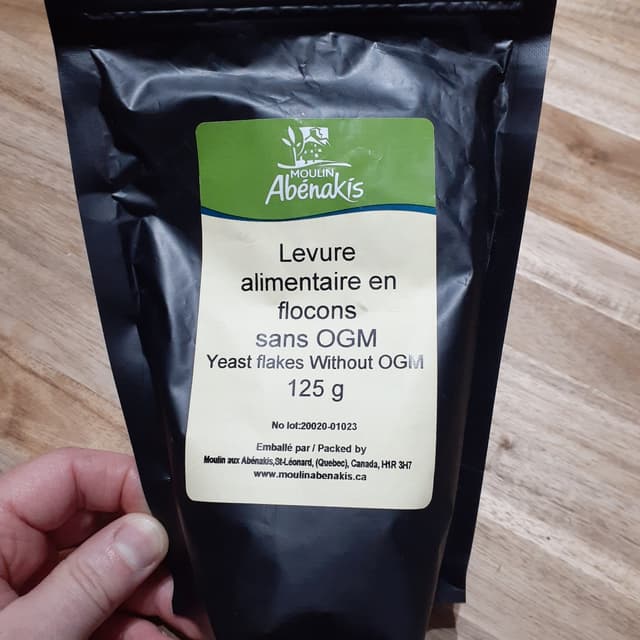 MOULIN
Abénakis
Levure
alimentaire en
flocons
sans OGM
Yeast flakes Without OGM
125 g
No lot:20020-01023
Emballé par / Packed by
Moulin aux Abénakis,St-Léonard, (Quebec), Canada, H1R 3H7
www.moulinabenakis.ca